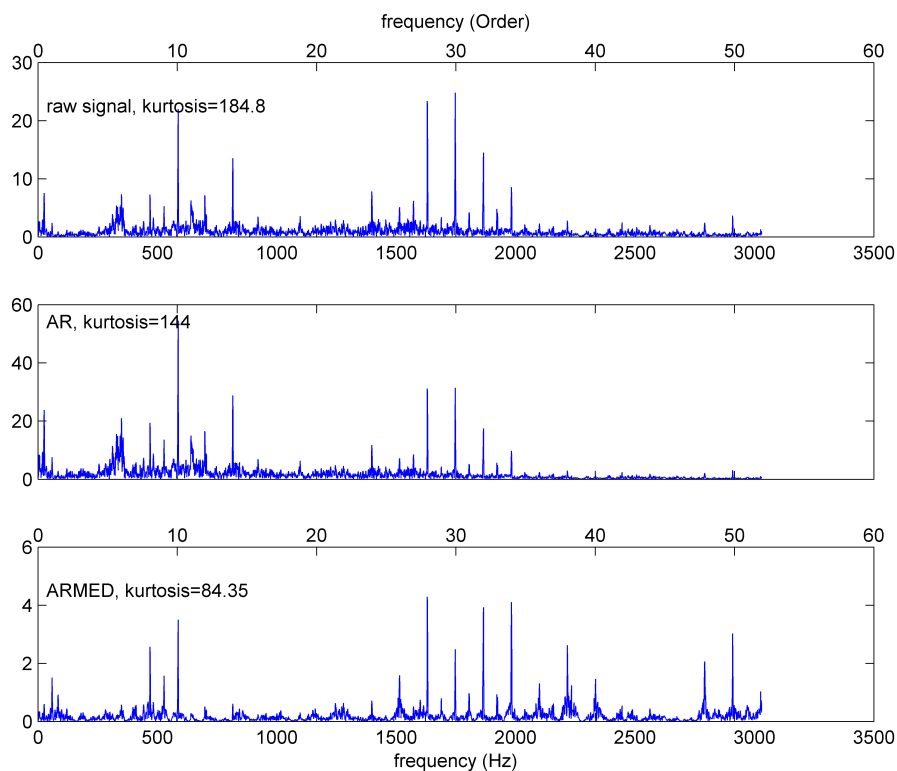 frequency (Order)
0 10 20 30 40 50 60
30
raw signal, kurtosis=184.8
20
10
0
0 500 1000 1500 2000 2500 3000 3500
60
AR, kurtosis=144
40
20
0
0 10 20 30 40 50 60
6
ARMED, kurtosis=84.35
4
2
0
0 500 1000 1500 2000 2500 3000 3500
frequency (Hz)